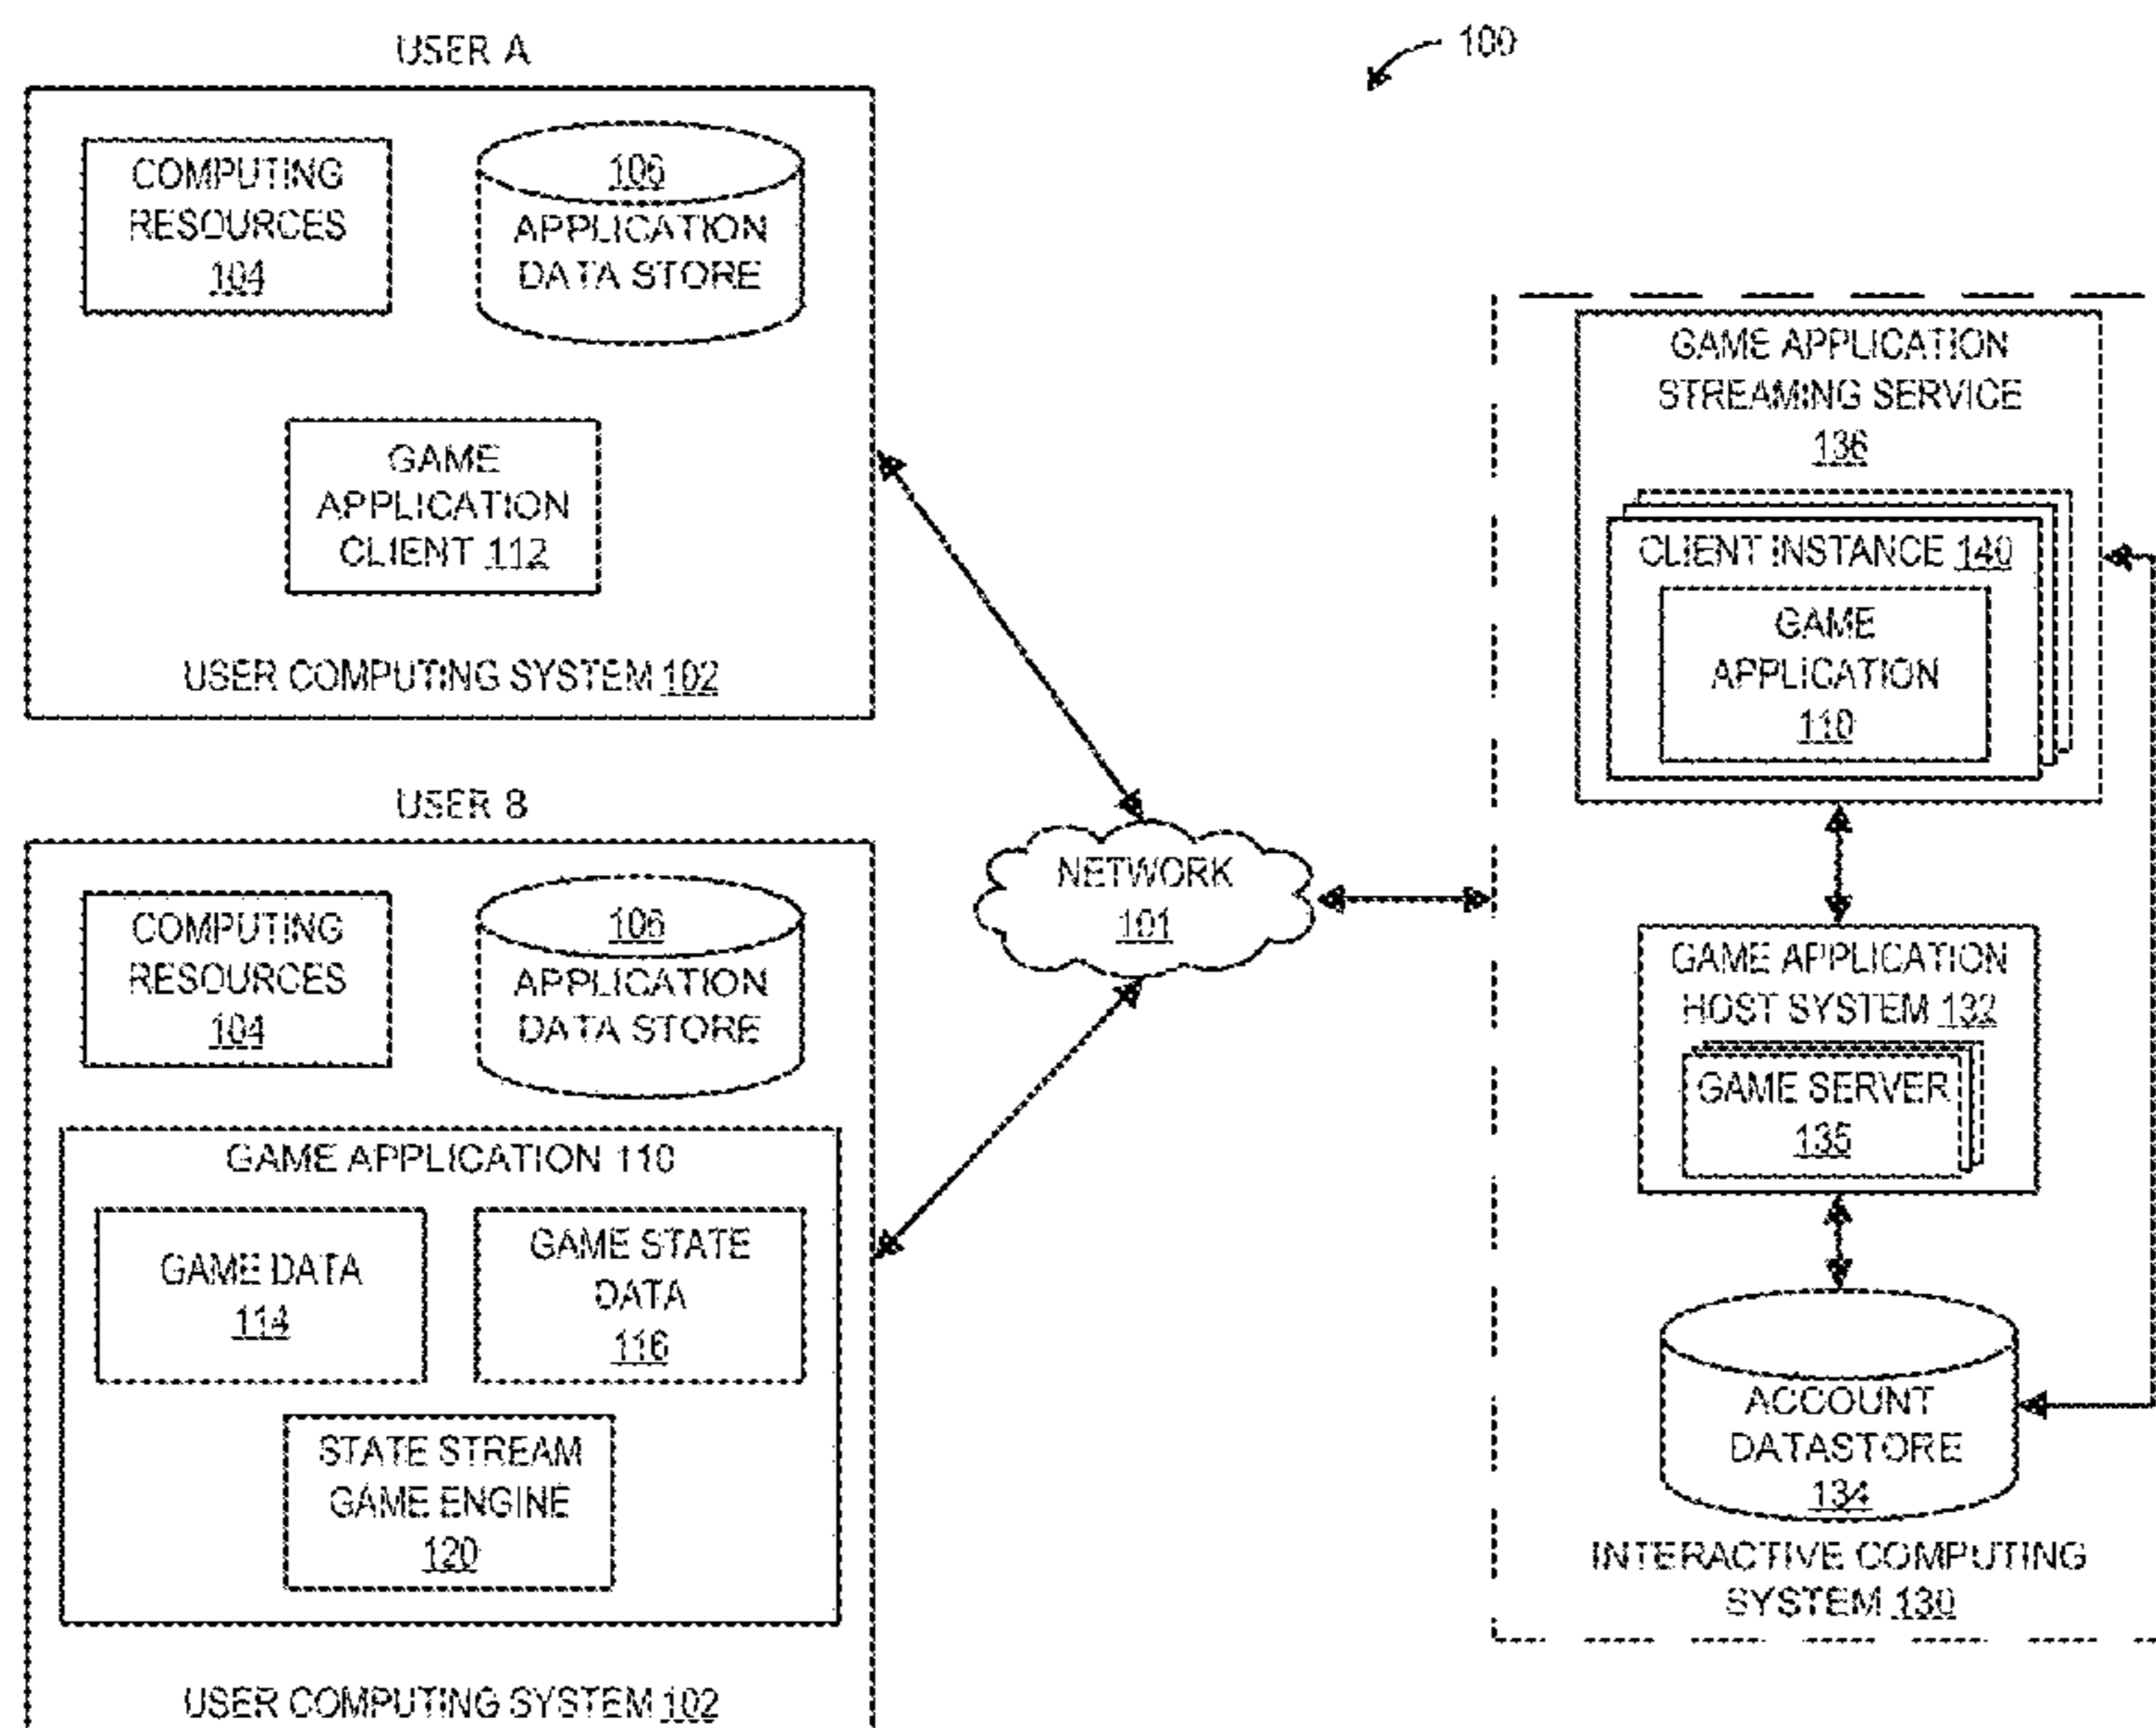 USER A
100
COMPUTING
RESOURCES
104
106
APPLICATION
DATA STORE
GAME
APPLICATION
CLIENT 112
USER COMPUTING SYSTEM 102
USER B
COMPUTING
RESOURCES
104
106
APPLICATION
DATA STORE
GAME APPLICATION 110
GAME DATA
114
GAME STATE
DATA
116
STATE STREAM
GAME ENGINE
120
USER COMPUTING SYSTEM 102
NETWORK
101
GAME APPLICATION
STREAMING SERVICE
136
CLIENT INSTANCE 140
GAME
APPLICATION
110
GAME APPLICATION
HOST SYSTEM 132
GAME SERVER
135
ACCOUNT
DATASTORE
134
INTERACTIVE COMPUTING
SYSTEM 130